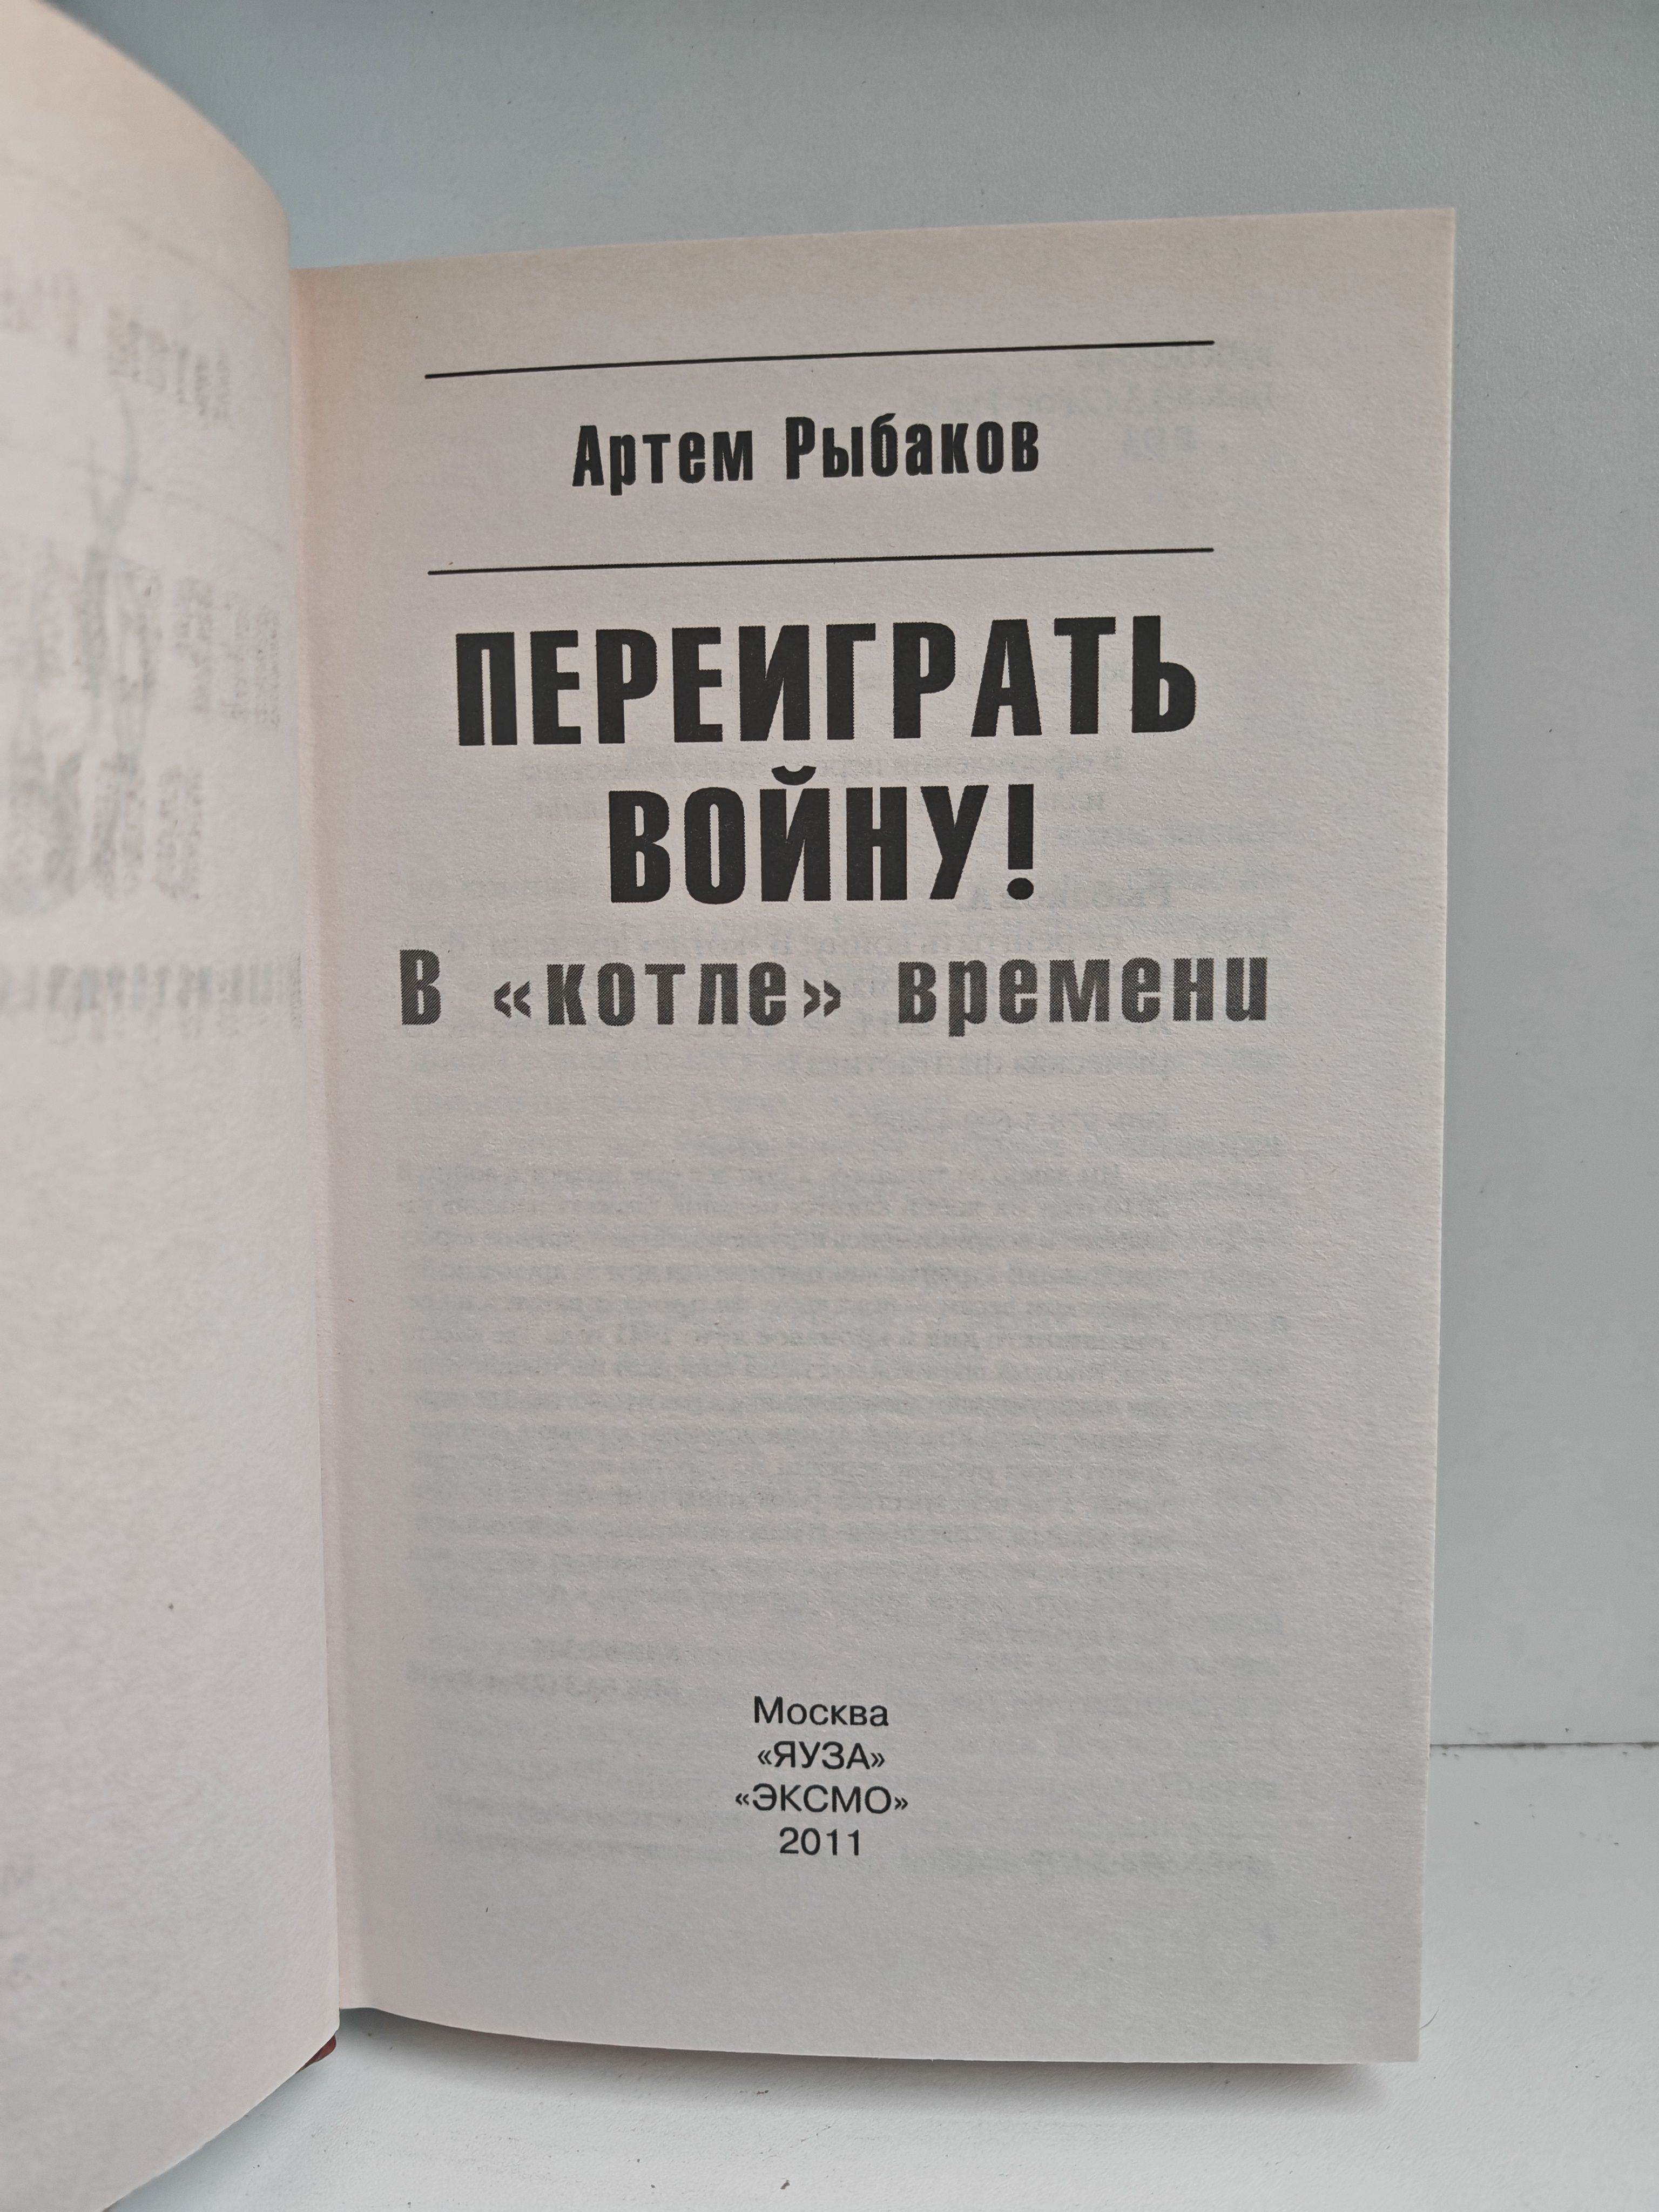 Артем Рыбаков
ПЕРЕИГРАТЬ
ВОЙНУ!
В «котле» времени
Москва
«ЯУЗА»
«ЭКСМО»
2011